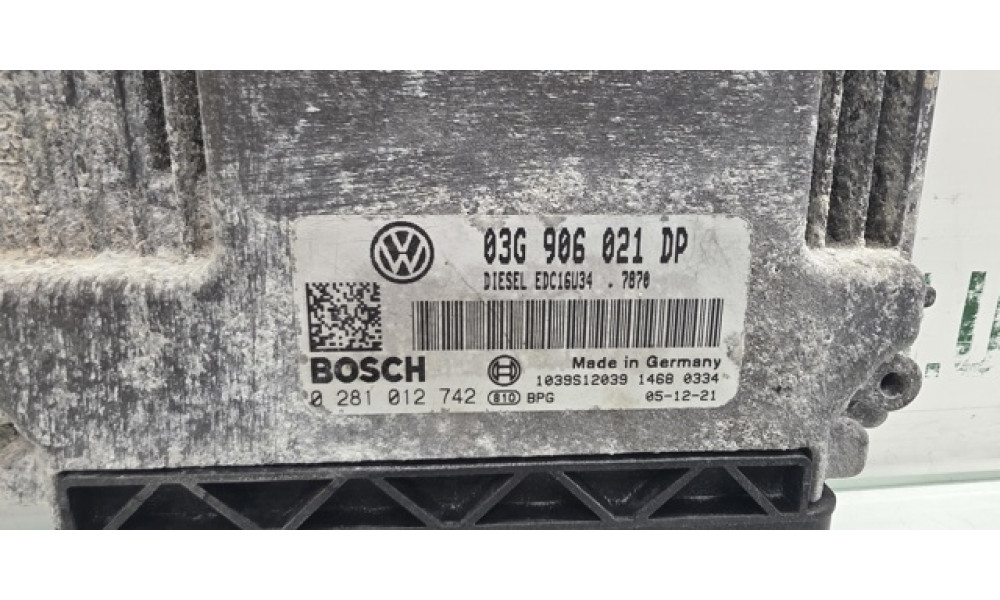 03G 906 021 DP
DIESEL EDC16U34 . 7870
BOSCH
Made in Germany
1039S12039 1468 0334
0 281 012 742 810 BPG 05-12-21